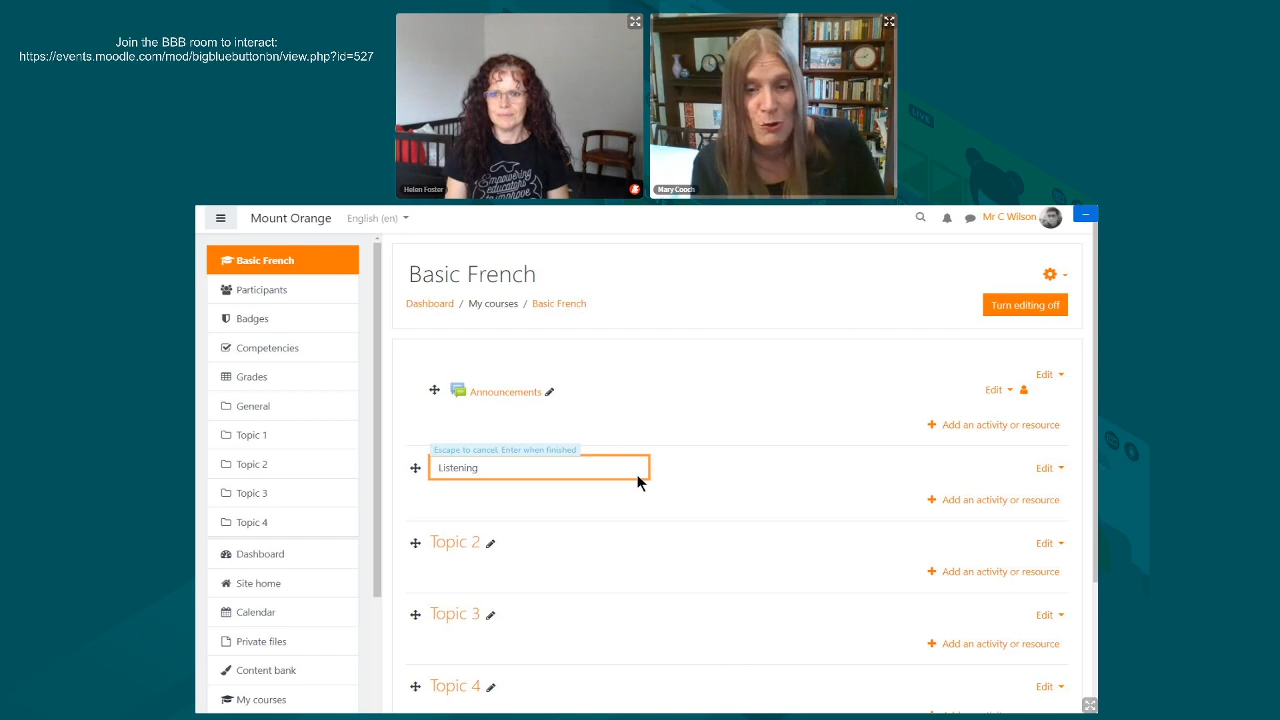 Join the BBB room to interact:
https://events.moodle.com/mod/bigbluebuttonbn/view.php?id=527
LIVE
Empowering
educators
to improve
Helen Foster
Mary Cooch
Mount Orange
English (en)
Mr C Wilson
Basic French
Participants
Badges
Competencies
Grades
General
Topic 1
Topic 2
Topic 3
Topic 4
Dashboard
Site home
Calendar
Private files
Content bank
My courses
Basic French
Dashboard / My courses / Basic French
Turn editing off
Edit
Announcements
Edit
Add an activity or resource
Escape to cancel, Enter when finished
Listening
Edit
Add an activity or resource
Topic 2
Edit
Add an activity or resource
Topic 3
Edit
Add an activity or resource
Topic 4
Edit